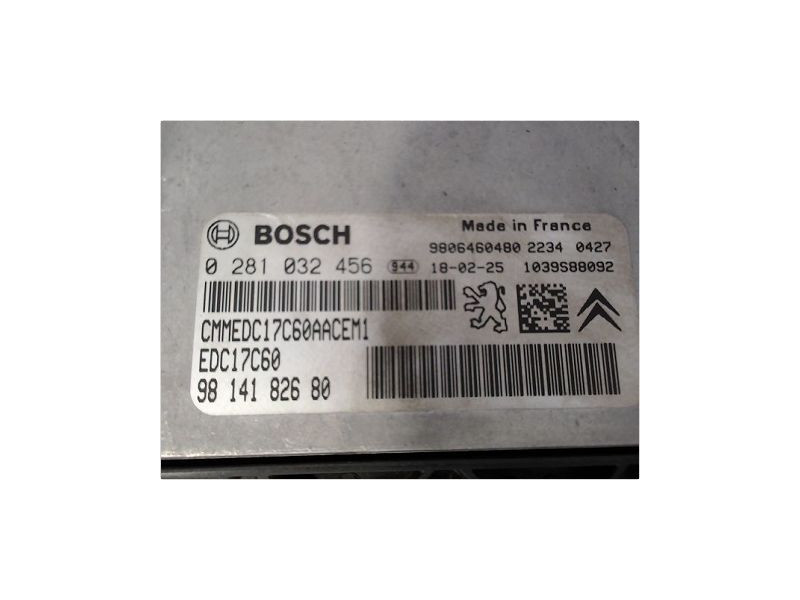 BOSCH
Made in France
9806460480 2234 0427
0 281 032 456 944 18-02-25 1039S88092
CMMEDC17C60AACEM1
EDC17C60
98 141 826 80